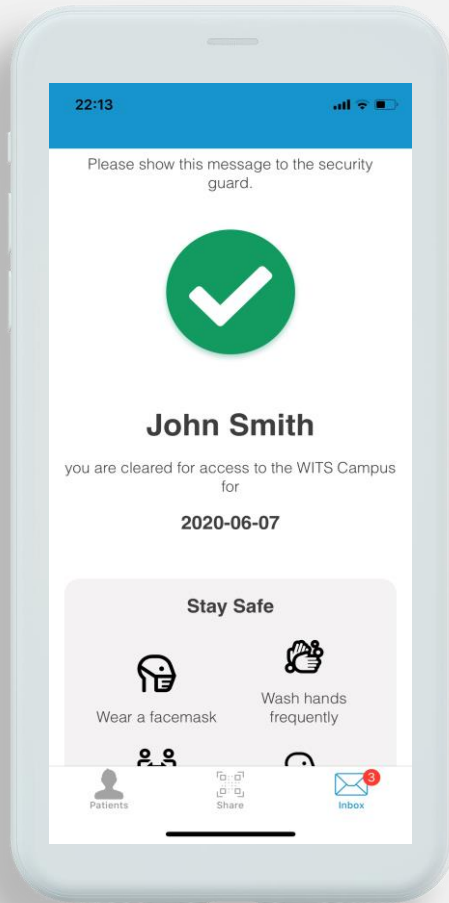 22:13
Please show this message to the security
guard.
John Smith
you are cleared for access to the WITS Campus
for
2020-06-07
Stay Safe
Wear a facemask
Wash hands
frequently
3
Patients
Share
Inbox